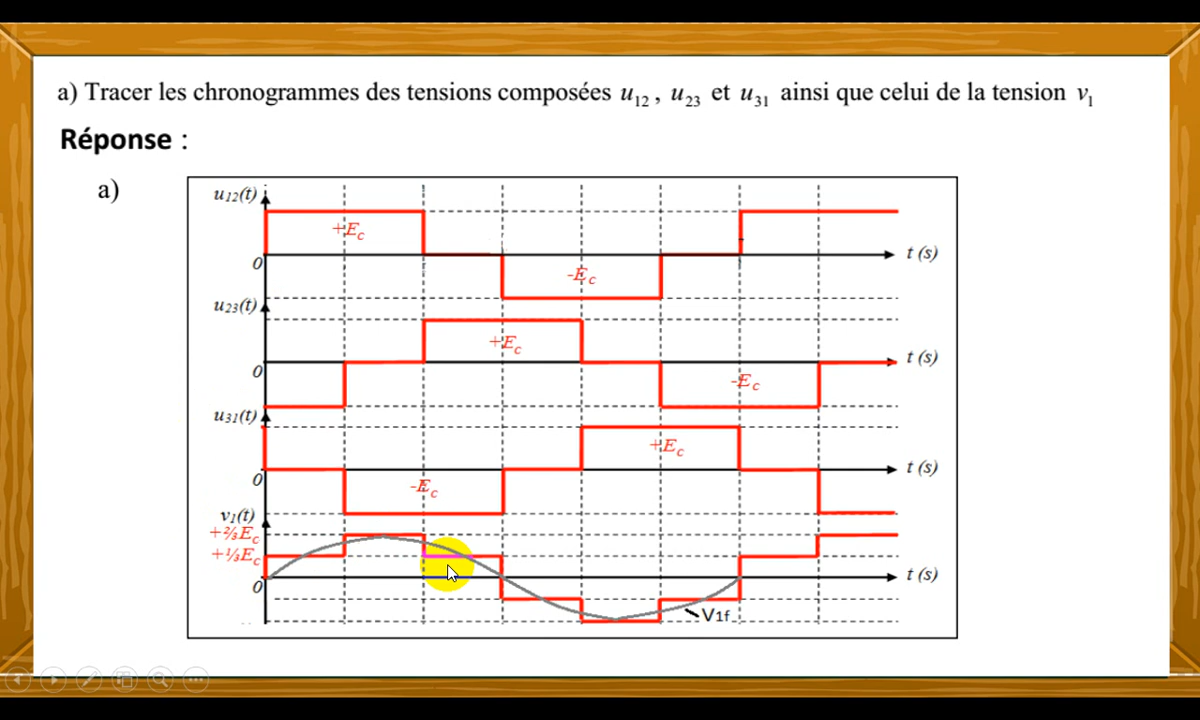 a) Tracer les chronogrammes des tensions composées u12 , u23 et u31 ainsi que celui de la tension v1
Réponse :
a)
u12(t)
+Ec
0
-Ec
t (s)
u23(t)
+Ec
0
-Ec
t (s)
u31(t)
+Ec
0
-Ec
t (s)
v1(t)
+⅔Ec
+⅓Ec
0
t (s)
V1f